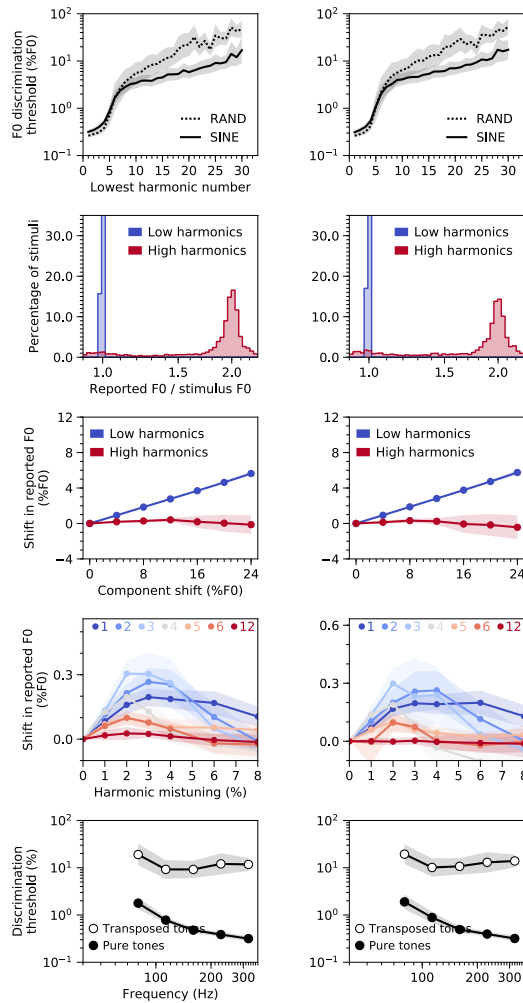 F0 discrimination
threshold (%F0)
10²
10¹
10⁰
10⁻¹
RAND
SINE
0 5 10 15 20 25 30
Lowest harmonic number
10²
10¹
10⁰
10⁻¹
RAND
SINE
0 5 10 15 20 25 30
Percentage of stimuli
30.0
20.0
10.0
0.0
Low harmonics
High harmonics
1.0 1.5 2.0
Reported F0 / stimulus F0
30.0
20.0
10.0
0.0
Low harmonics
High harmonics
1.0 1.5 2.0
Shift in reported F0
(%F0)
12
8
4
0
−4
Low harmonics
High harmonics
0 4 8 12 16 20 24
Component shift (%F0)
12
8
4
0
−4
Low harmonics
High harmonics
0 4 8 12 16 20 24
Shift in reported F0
(%F0)
0.3
0.0
1 2 3 4 5 6 12
0 1 2 3 4 5 6 7 8
Harmonic mistuning (%)
0.6
0.3
0.0
1 2 3 4 5 6 12
0 1 2 3 4 5 6 7 8
Discrimination
threshold (%)
10²
10¹
10⁰
10⁻¹
Transposed tones
Pure tones
100 200 300
Frequency (Hz)
10²
10¹
10⁰
10⁻¹
Transposed tones
Pure tones
100 200 300